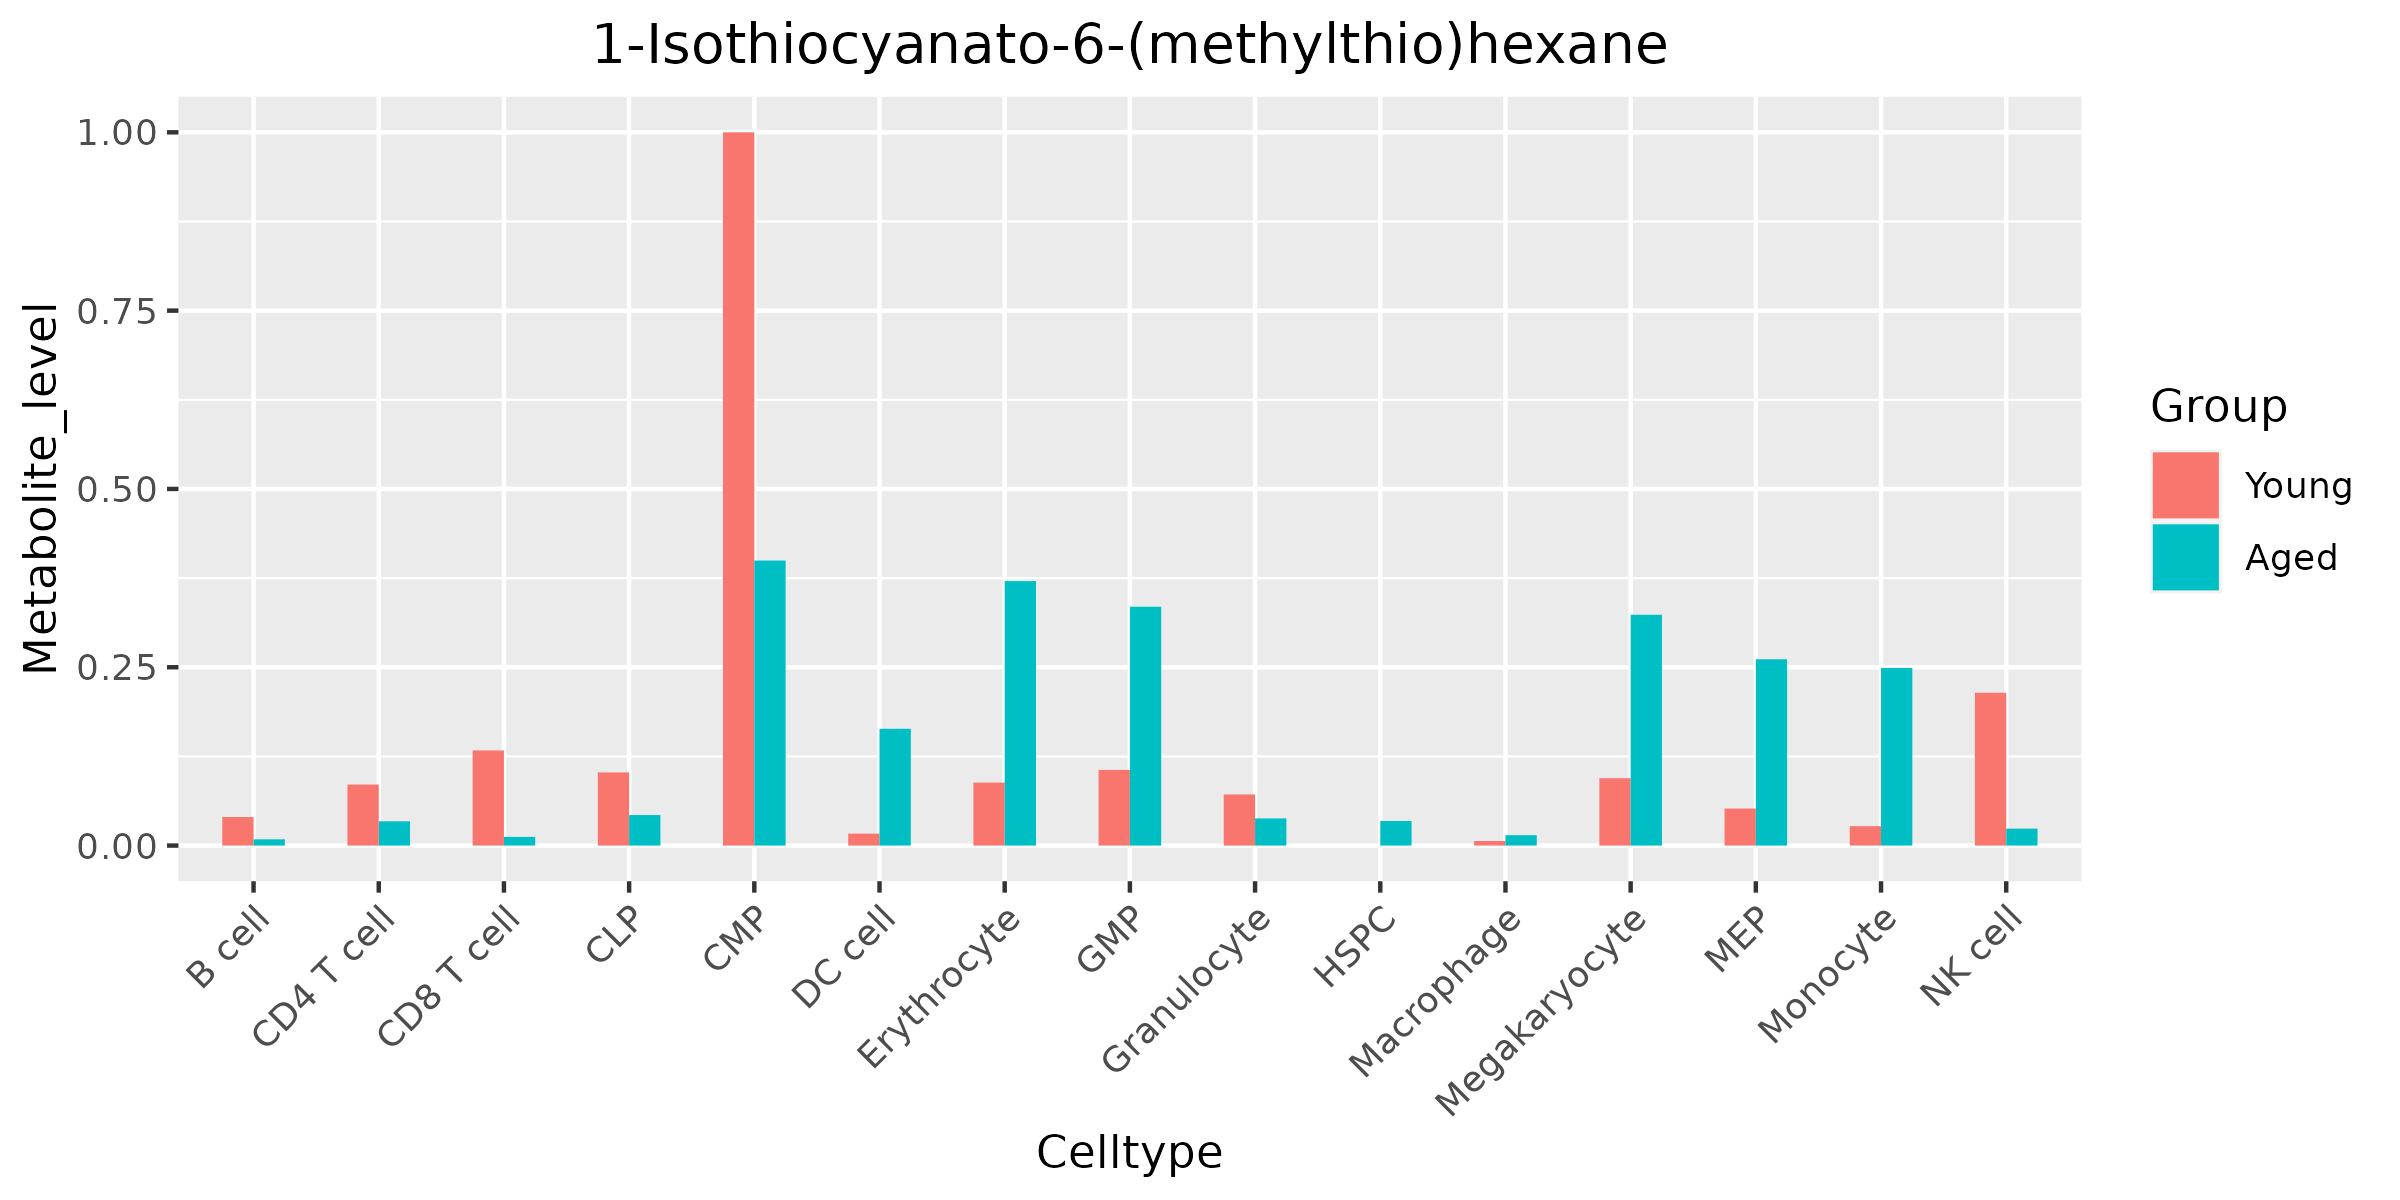 1-Isothiocyanato-6-(methylthio)hexane
Metabolite_level
1.00
0.75
0.50
0.25
0.00
B cell
CD4 T cell
CD8 T cell
CLP
CMP
DC cell
Erythrocyte
GMP
Granulocyte
HSPC
Macrophage
Megakaryocyte
MEP
Monocyte
NK cell
Celltype
Group
Young
Aged